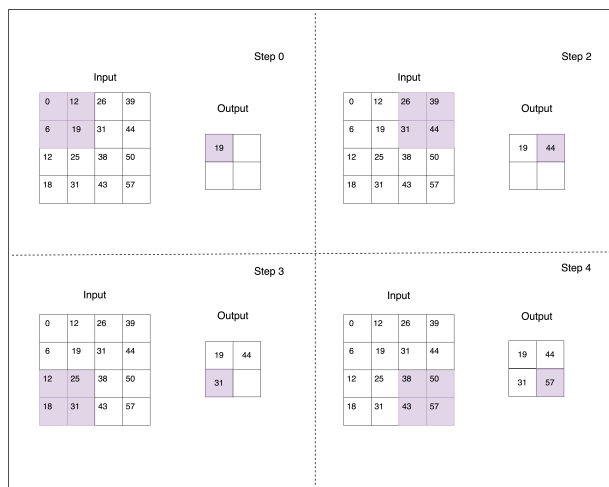 Step 0
Input
0 12 26 39
6 19 31 44
12 25 38 50
18 31 43 57
Output
19
Step 2
Input
0 12 26 39
6 19 31 44
12 25 38 50
18 31 43 57
Output
19 44
Step 3
Input
0 12 26 39
6 19 31 44
12 25 38 50
18 31 43 57
Output
19 44
31
Step 4
Input
0 12 26 39
6 19 31 44
12 25 38 50
18 31 43 57
Output
19 44
31 57